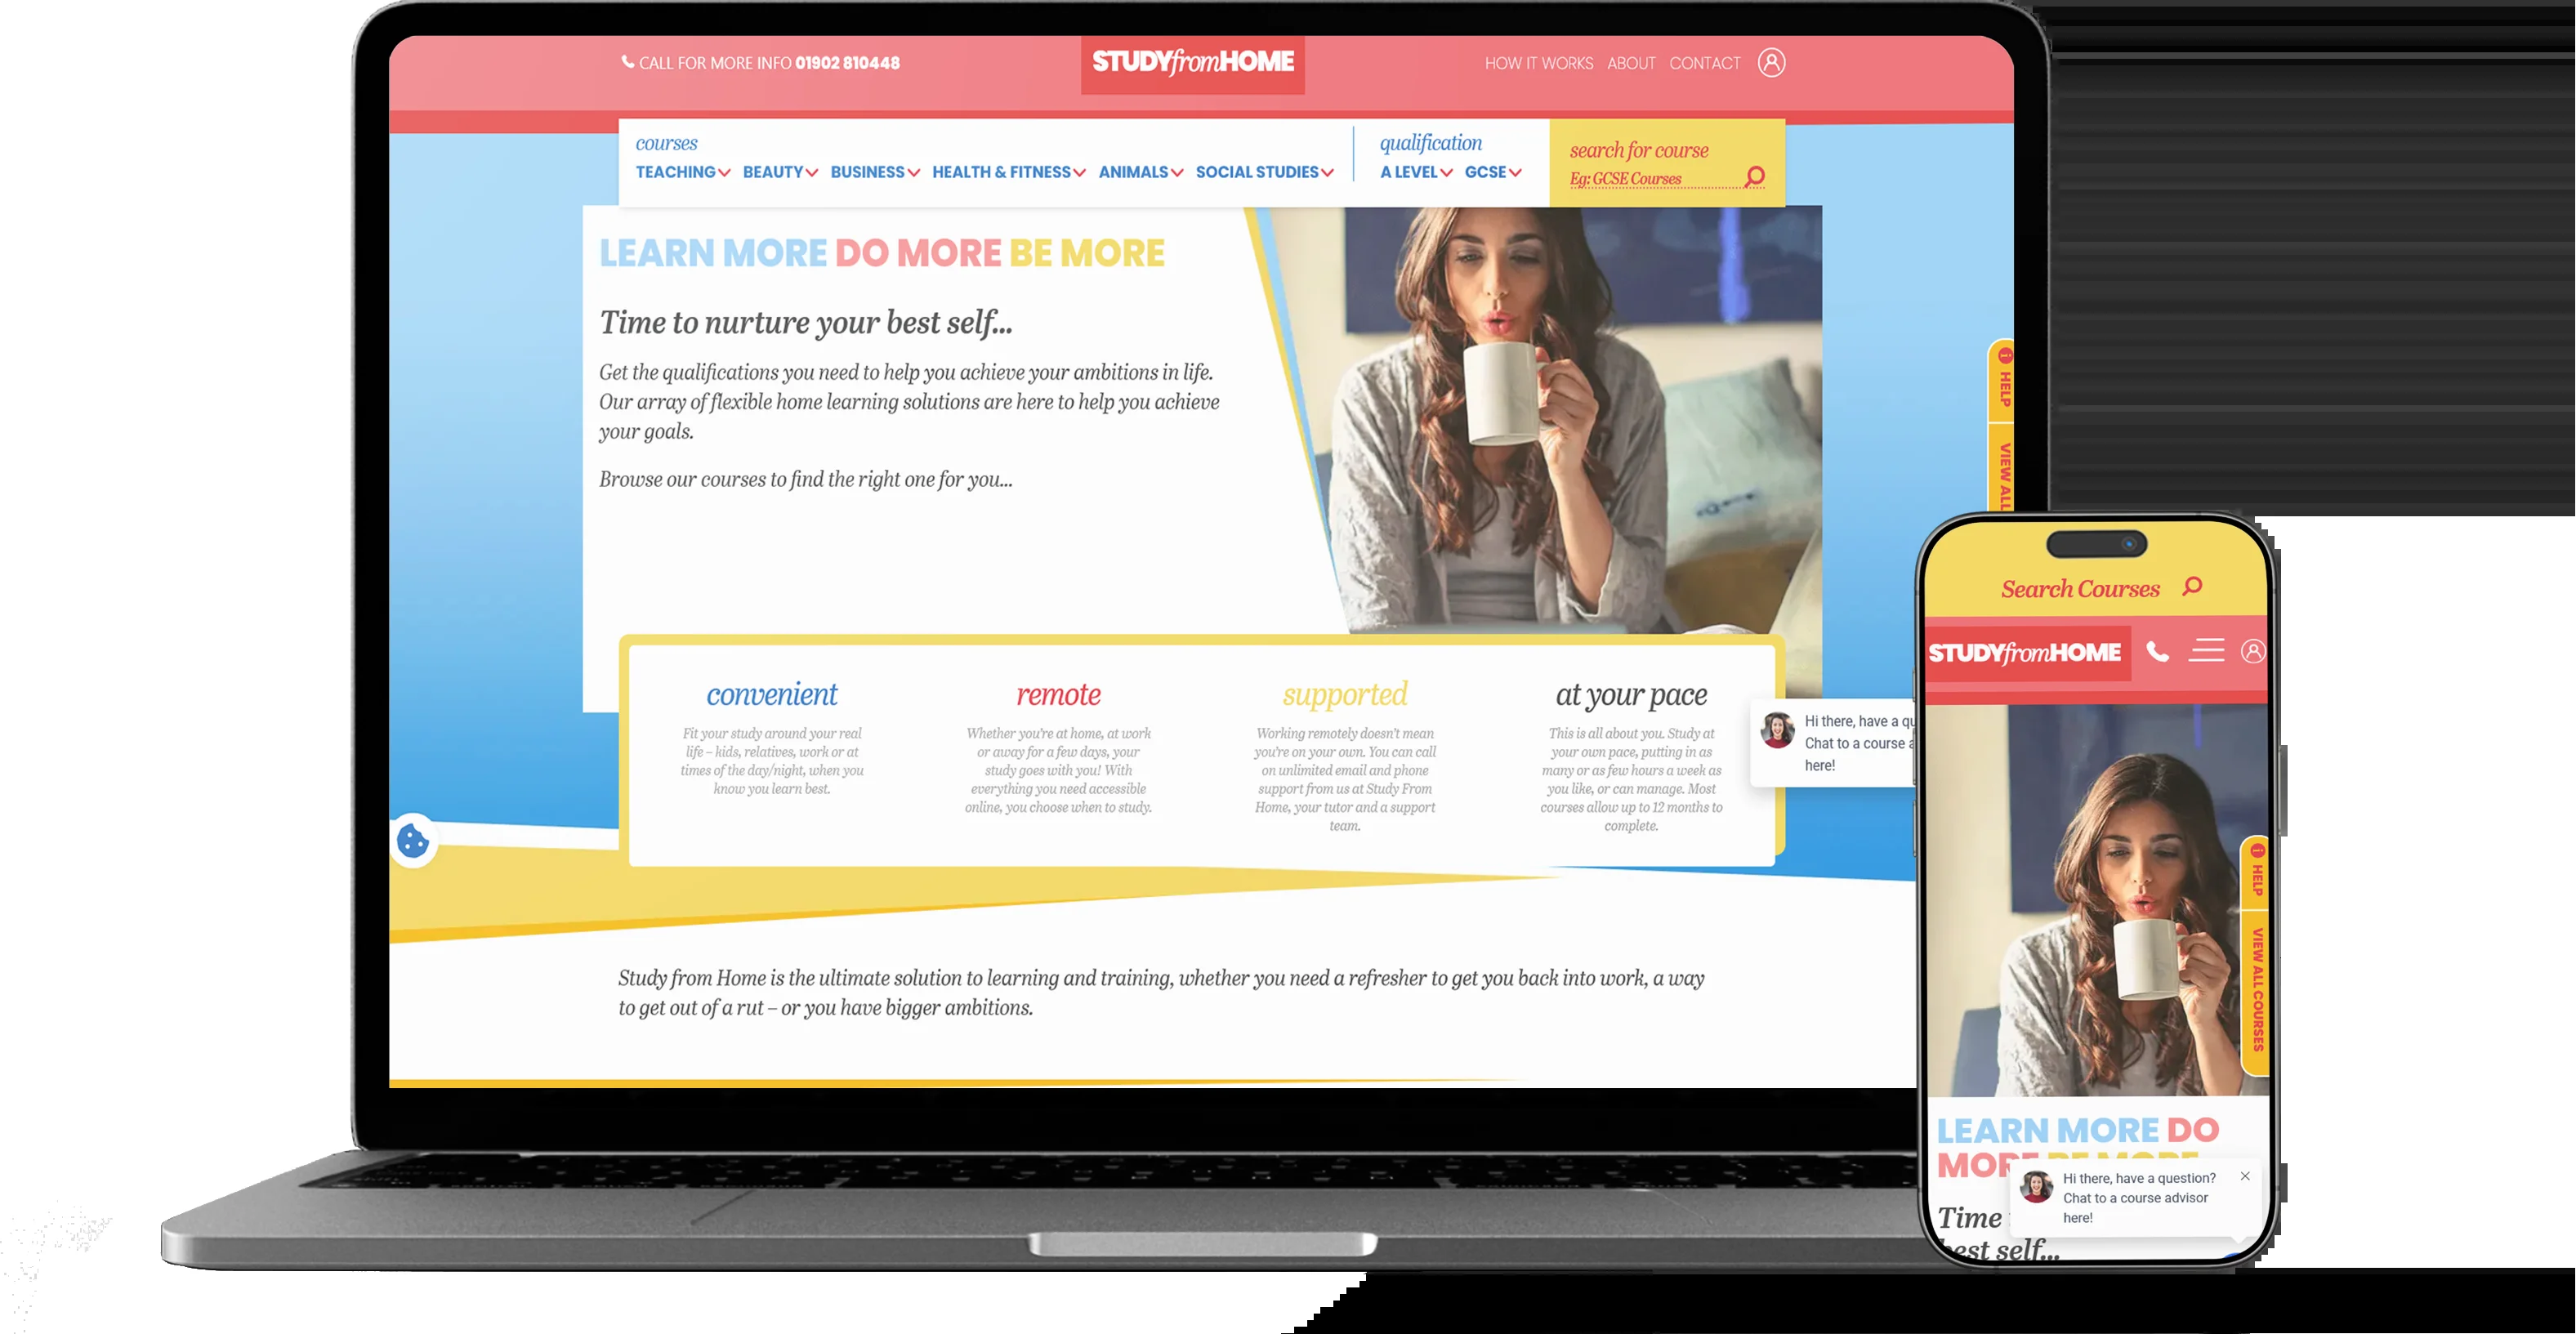 CALL FOR MORE INFO 01902 810448
STUDYfromHOME
HOW IT WORKS ABOUT CONTACT
courses
TEACHING BEAUTY BUSINESS HEALTH & FITNESS ANIMALS SOCIAL STUDIES
qualification
A LEVEL GCSE
search for course
Eg: GCSE Courses
LEARN MORE DO MORE BE MORE
Time to nurture your best self...
Get the qualifications you need to help you achieve your ambitions in life.
Our array of flexible home learning solutions are here to help you achieve
your goals.
Browse our courses to find the right one for you...
HELP
VIEW ALL
convenient
Fit your study around your real
life – kids, relatives, work or at
times of the day/night, when you
know you learn best.
remote
Whether you're at home, at work
or away for a few days, your
study goes with you! With
everything you need accessible
online, you choose when to study.
supported
Working remotely doesn't mean
you're on your own. You can call
on unlimited email and phone
support from us at Study From
Home, your tutor and a support
team.
at your pace
This is all about you. Study at
your own pace, putting in as
many or as few hours a week as
you like, or can manage. Most
courses allow up to 12 months to
complete.
Hi there, have a qu
Chat to a course a
here!
Study from Home is the ultimate solution to learning and training, whether you need a refresher to get you back into work, a way
to get out of a rut – or you have bigger ambitions.
Search Courses
STUDYfromHOME
HELP
VIEW ALL COURSES
LEARN MORE DO
MORE BE MORE
Hi there, have a question?
Chat to a course advisor
here!
Time
best self...